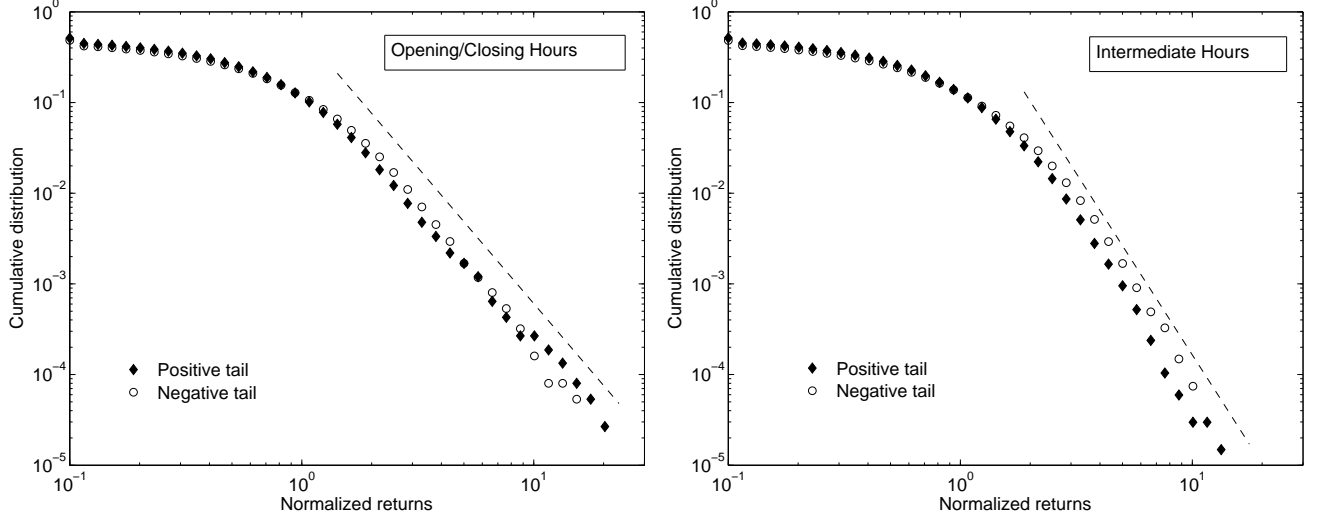 Opening/Closing Hours
10^0
10^-1
10^-2
10^-3
10^-4
10^-5
Cumulative distribution
Positive tail
Negative tail
10^-1
10^0
10^1
Normalized returns
Intermediate Hours
10^0
10^-1
10^-2
10^-3
10^-4
10^-5
Cumulative distribution
Positive tail
Negative tail
10^-1
10^0
10^1
Normalized returns